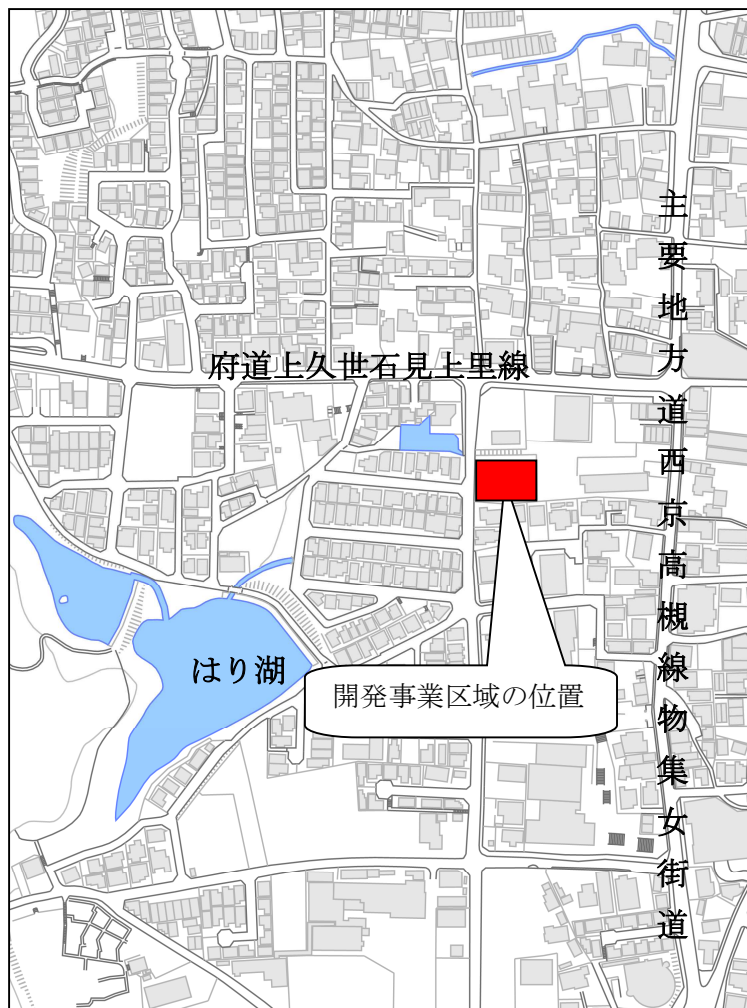 府道上久世石見上里線
主要地方道西京高槻線物集女街道
はり湖
開発事業区域の位置